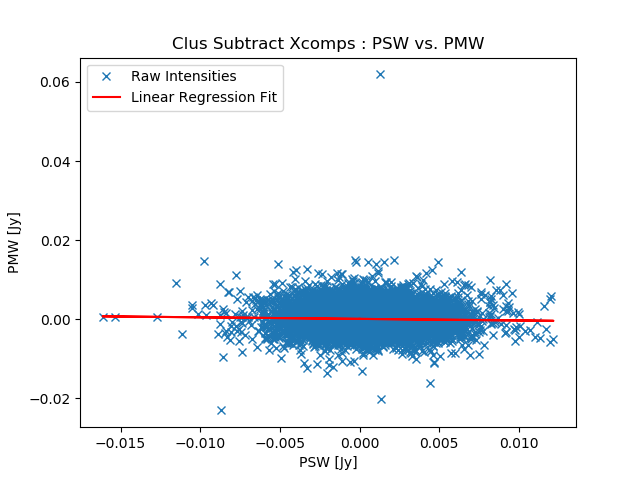 Clus Subtract Xcomps : PSW vs. PMW
Raw Intensities
Linear Regression Fit
PMW [Jy]
0.06
0.04
0.02
0.00
−0.02
−0.015
−0.010
−0.005
0.000
0.005
0.010
PSW [Jy]